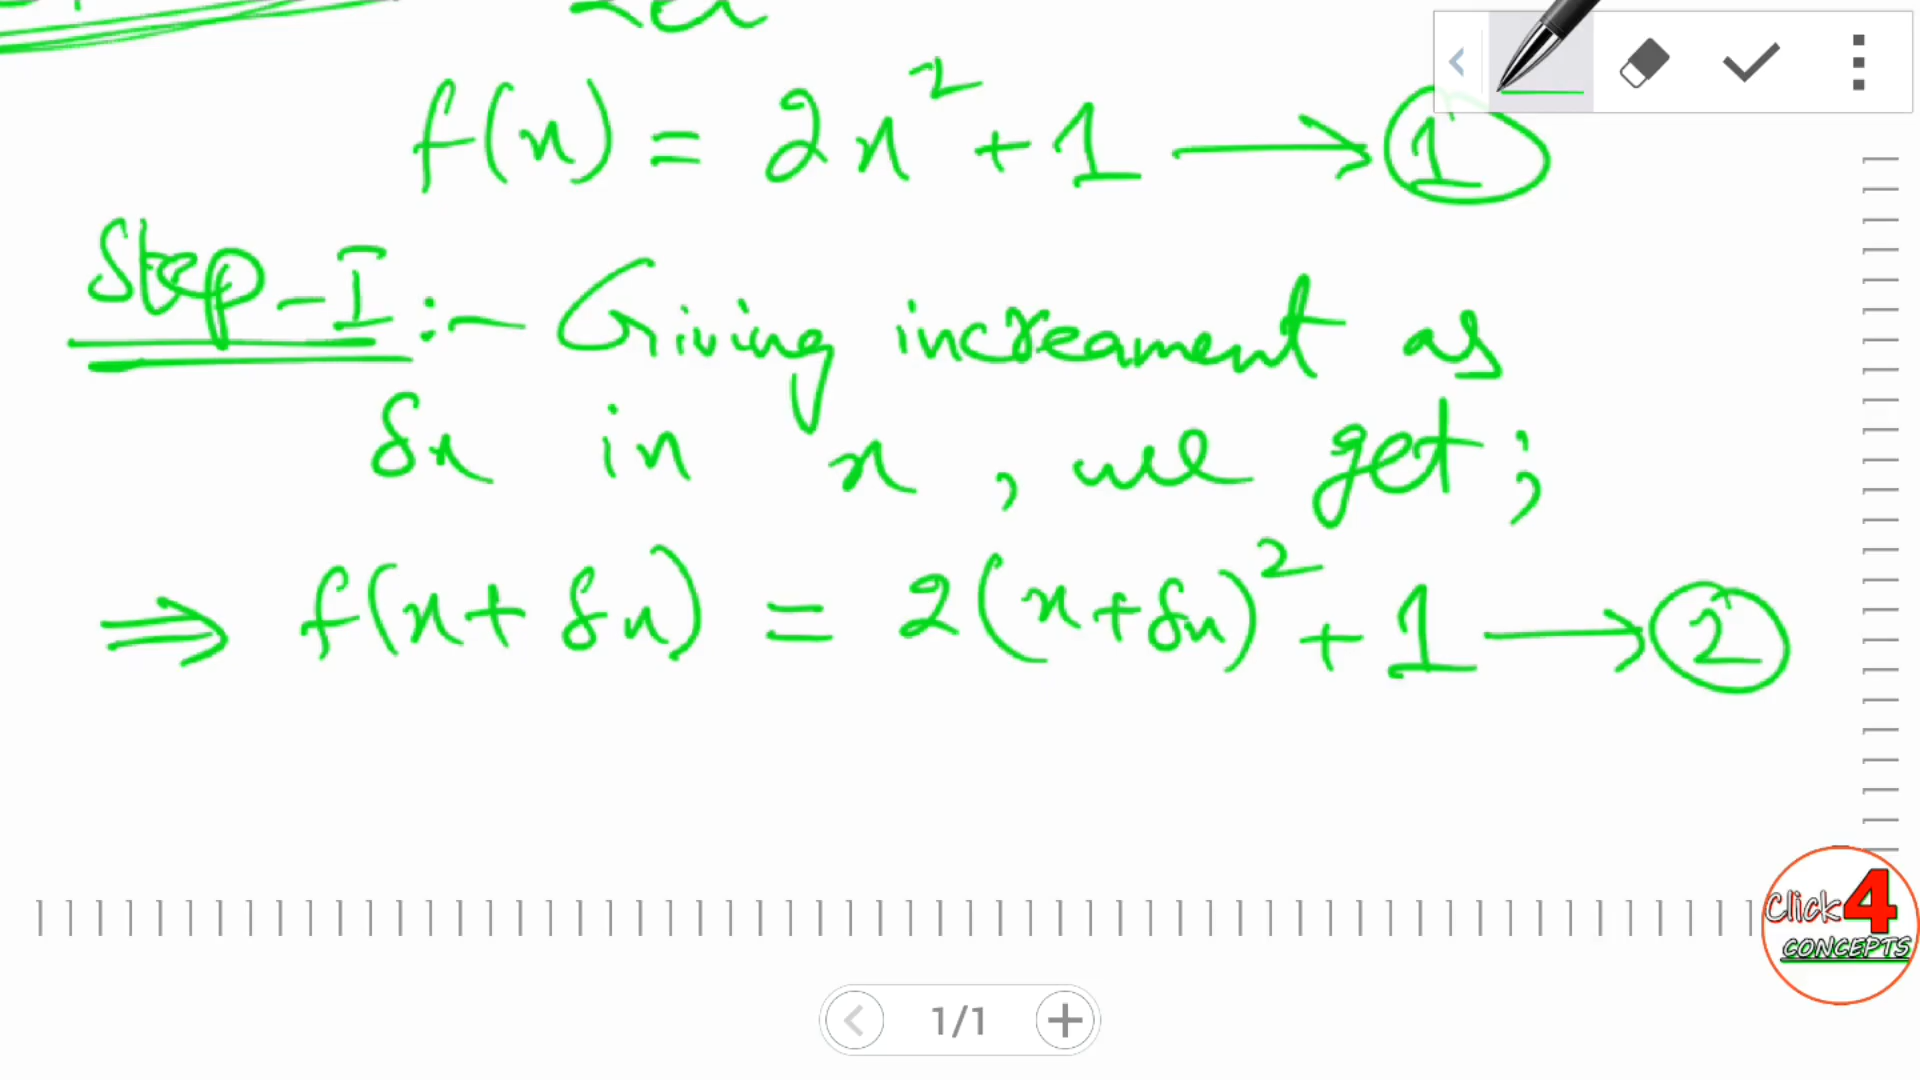 f(x) = 2x² + 1 → ①
Step-I :- Giving increament as
δx in x, we get;
⇒ f(x + δx) = 2(x + δx)² + 1 → ②
Click 4
CONCEPTS
1/1